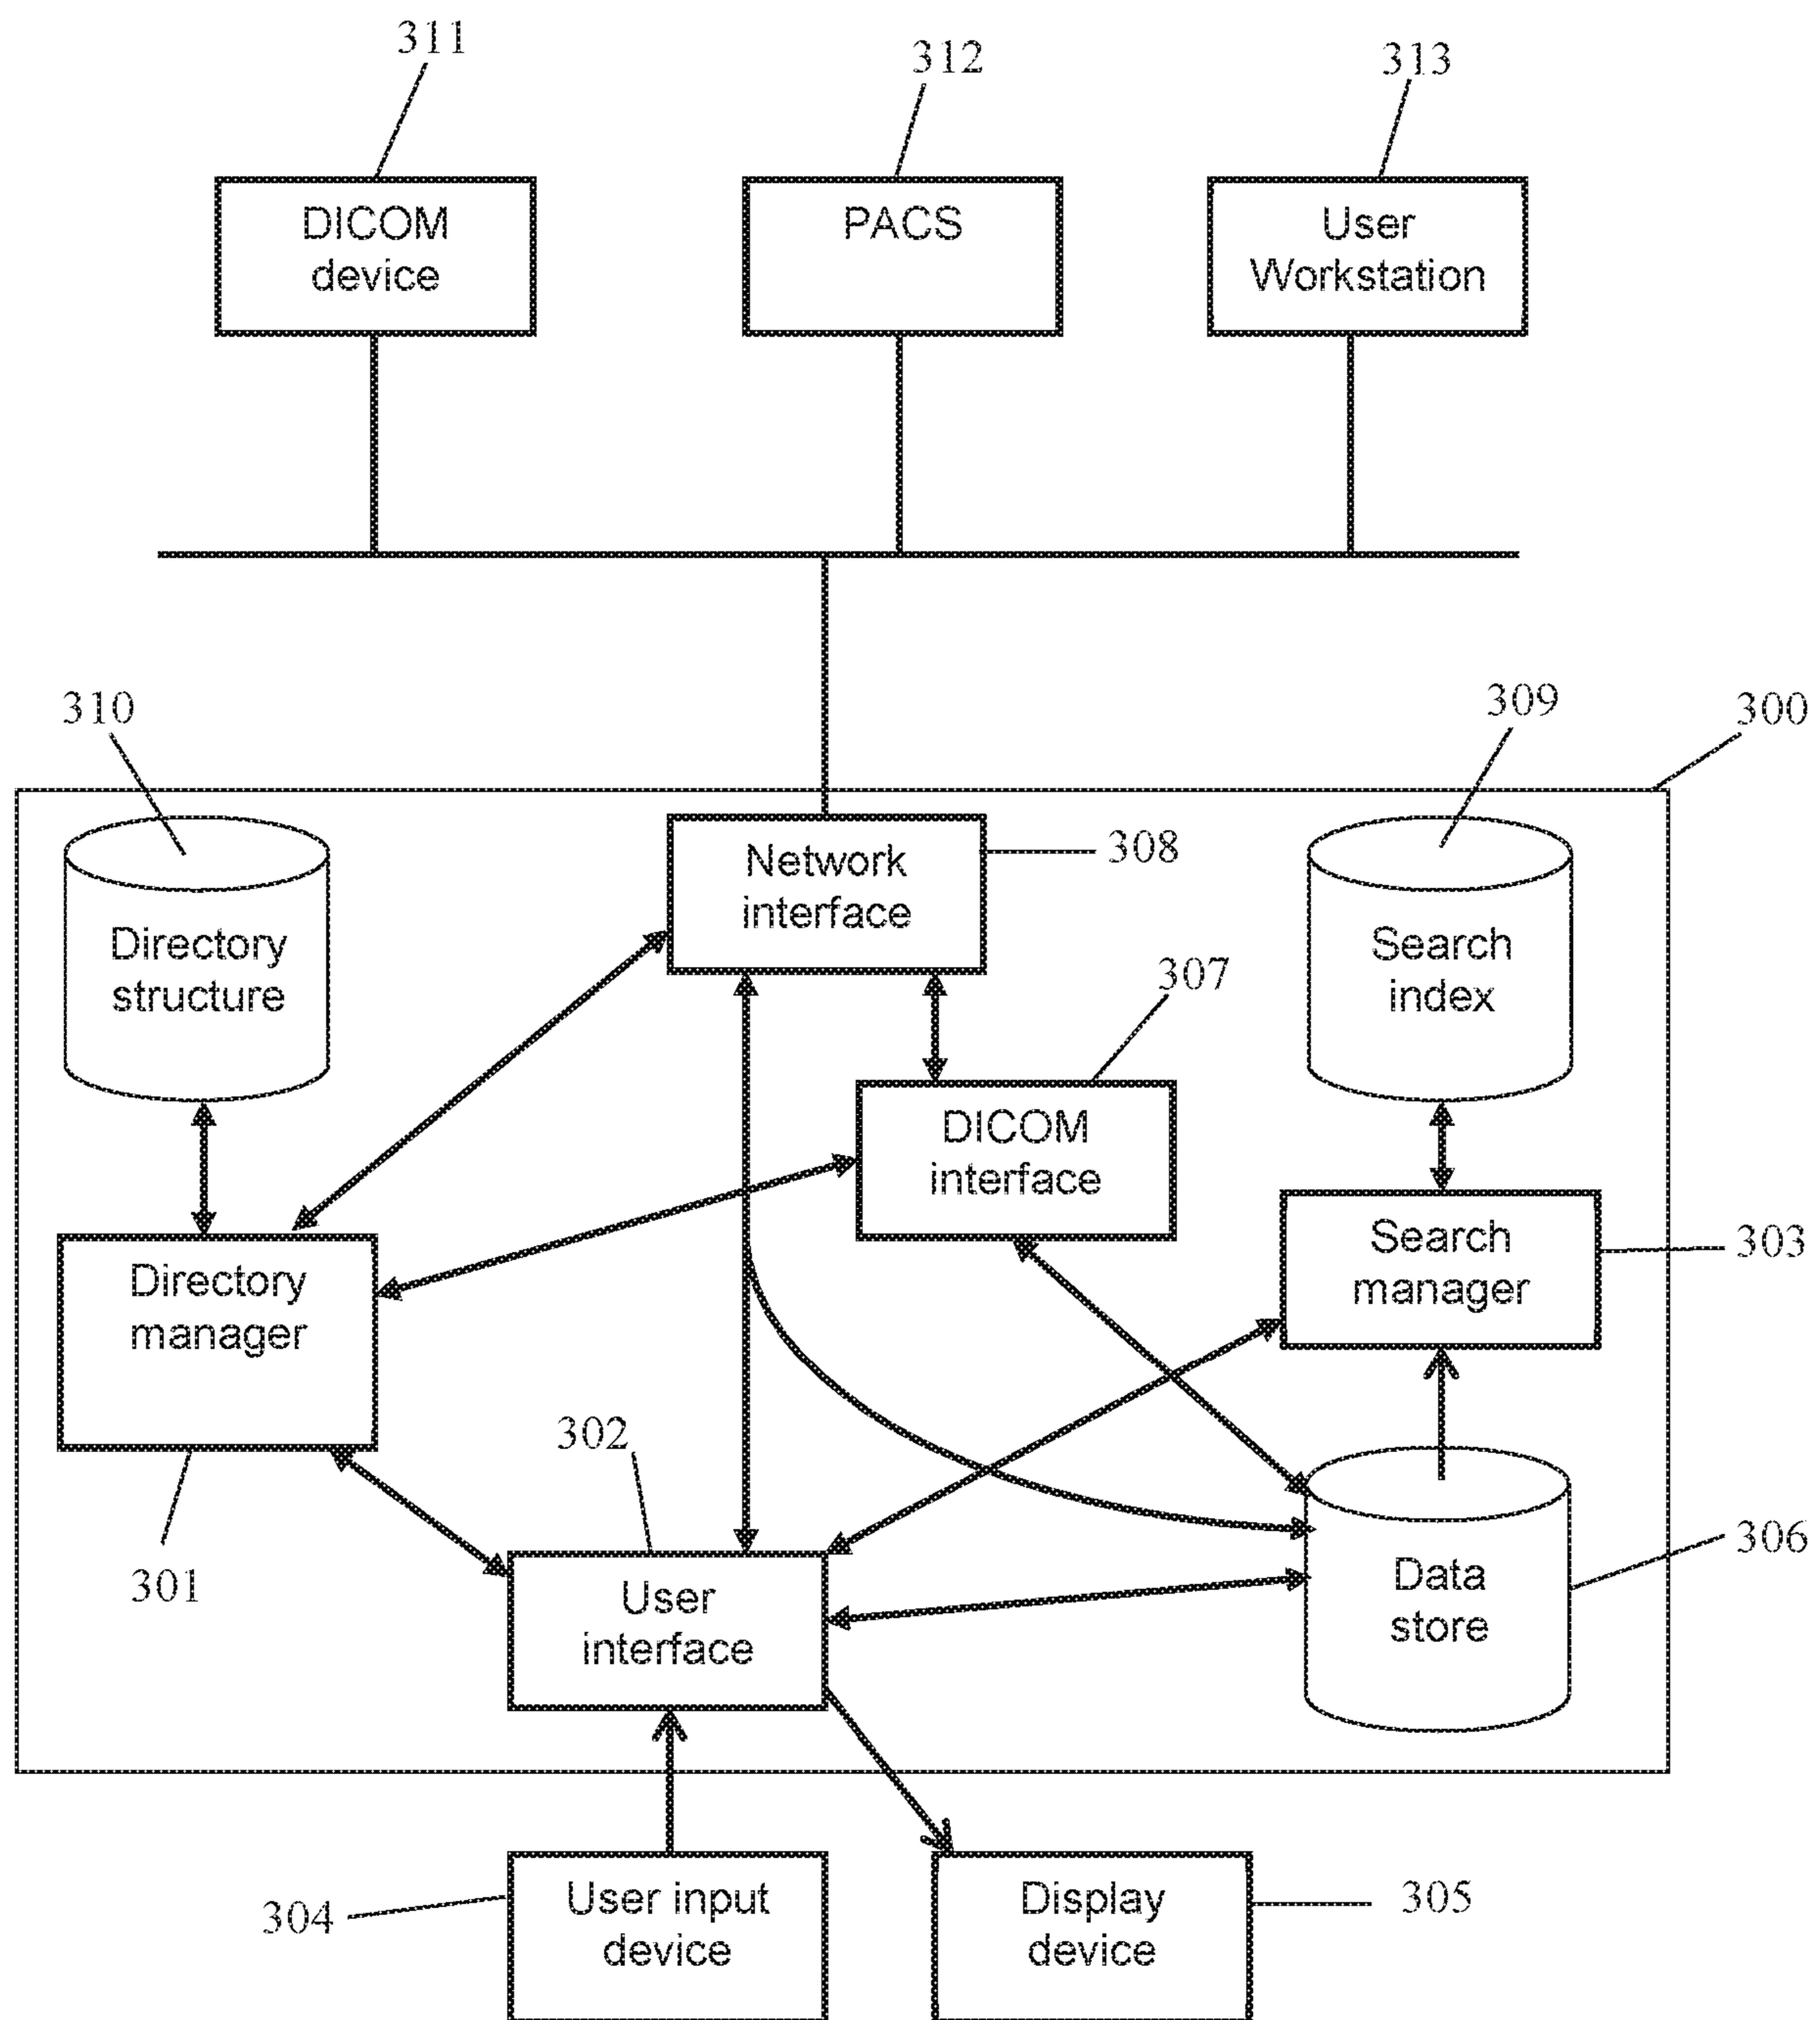 311
312
313
DICOM
device
PACS
User
Workstation
310
309
300
Network
interface
308
Directory
structure
Search
index
307
DICOM
interface
Search
manager
303
Directory
manager
302
301
User
interface
Data
store
306
304
User input
device
Display
device
305